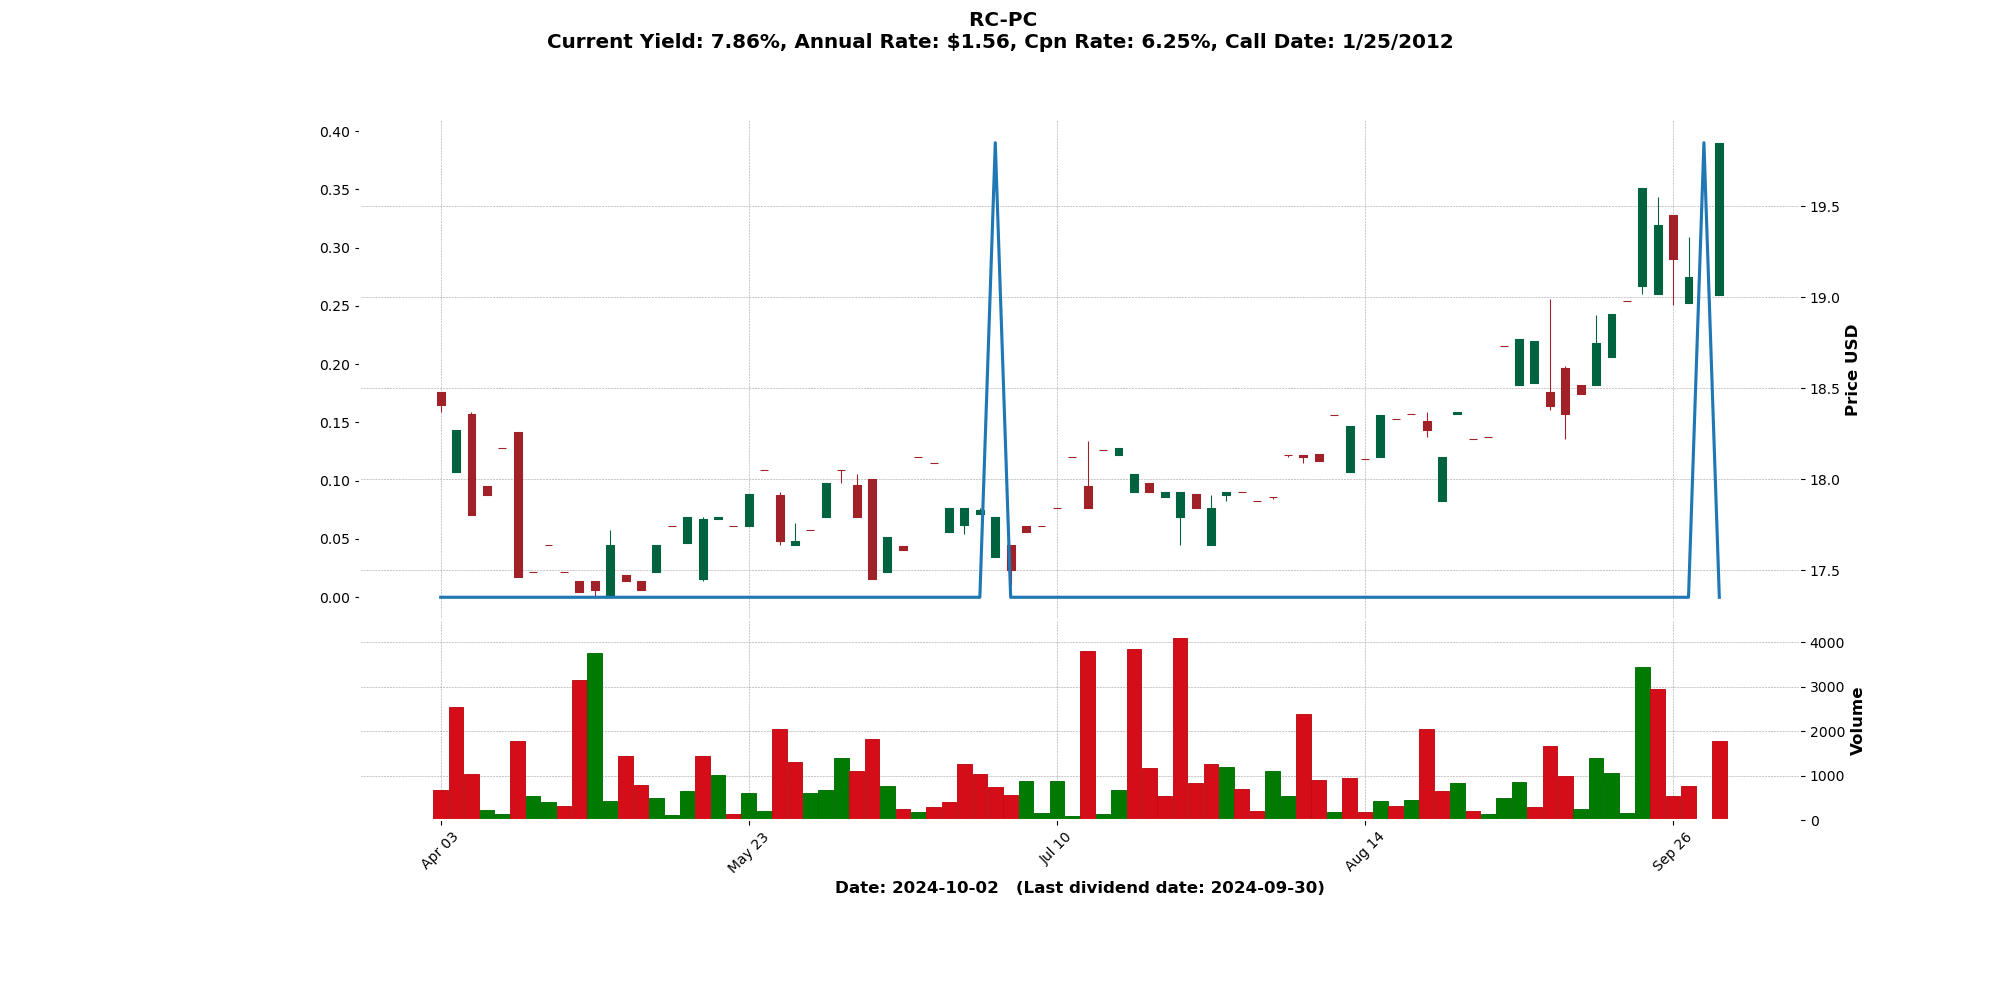 RC-PC
Current Yield: 7.86%, Annual Rate: $1.56, Cpn Rate: 6.25%, Call Date: 1/25/2012
0.40
0.35
0.30
0.25
0.20
0.15
0.10
0.05
0.00
19.5
19.0
18.5
18.0
17.5
Price USD
4000
3000
2000
1000
0
Volume
Apr 03
May 23
Jul 10
Aug 14
Sep 26
Date: 2024-10-02 (Last dividend date: 2024-09-30)